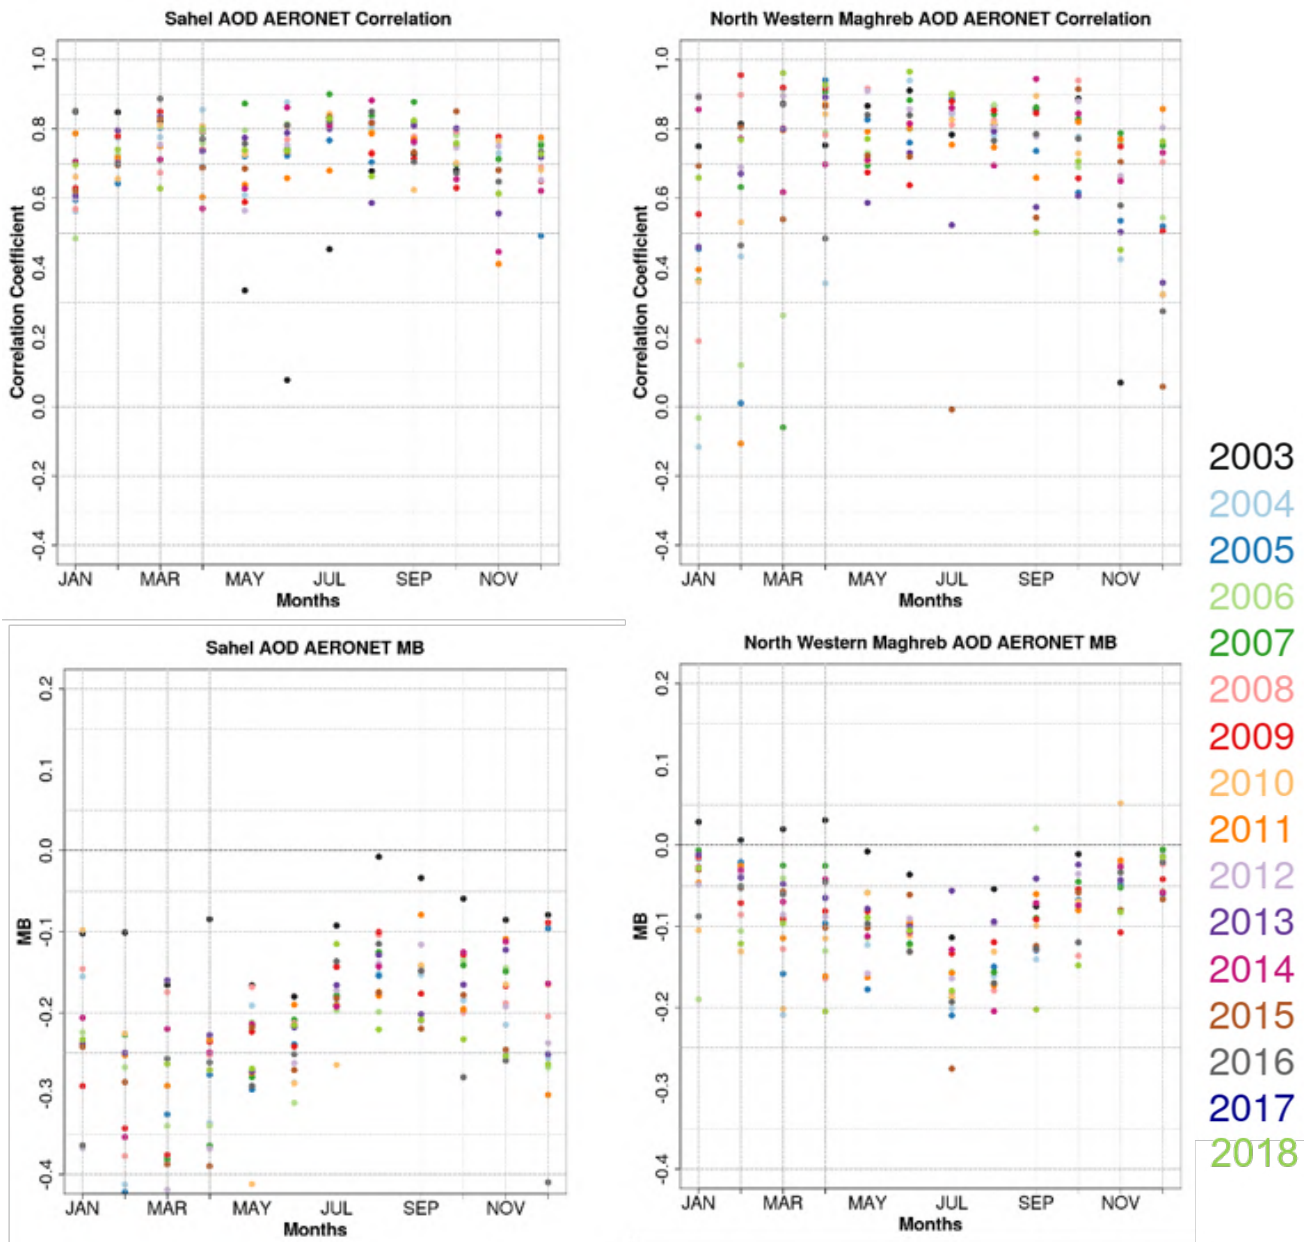 Sahel AOD AERONET Correlation
Correlation Coefficient
1.0
0.8
0.6
0.4
0.2
0.0
-0.2
-0.4
JAN MAR MAY JUL SEP NOV
Months
North Western Maghreb AOD AERONET Correlation
Correlation Coefficient
1.0
0.8
0.6
0.4
0.2
0.0
-0.2
-0.4
JAN MAR MAY JUL SEP NOV
Months
Sahel AOD AERONET MB
MB
0.2
0.1
0.0
-0.1
-0.2
-0.3
-0.4
JAN MAR MAY JUL SEP NOV
Months
North Western Maghreb AOD AERONET MB
MB
0.2
0.1
0.0
-0.1
-0.2
-0.3
-0.4
JAN MAR MAY JUL SEP NOV
Months
2003
2004
2005
2006
2007
2008
2009
2010
2011
2012
2013
2014
2015
2016
2017
2018